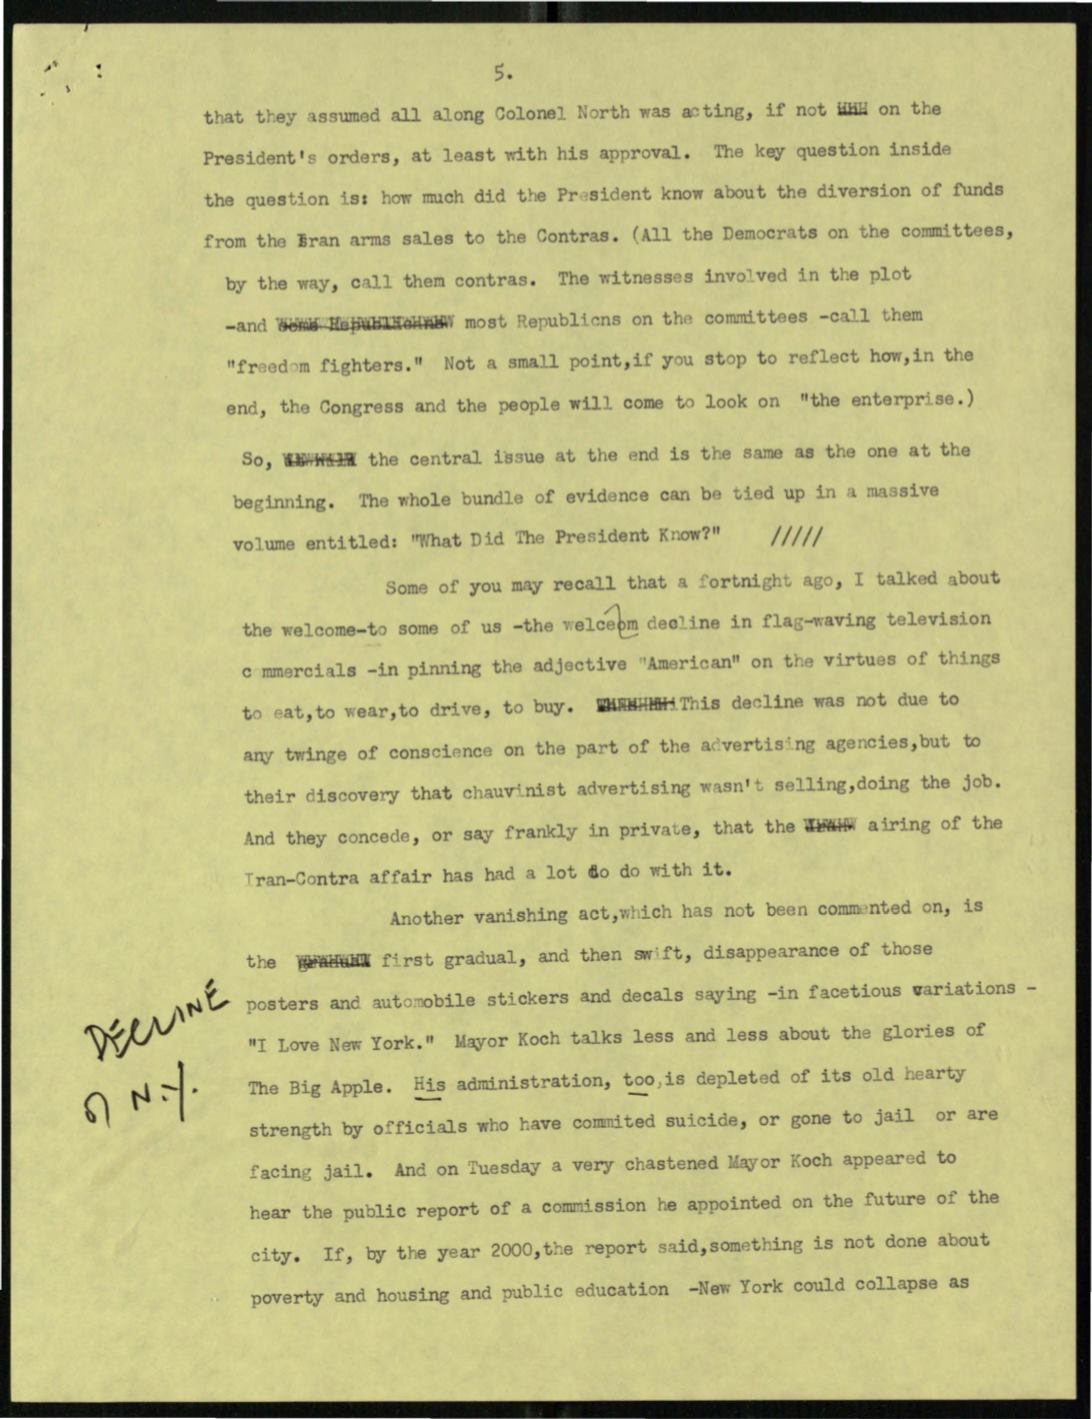 5.
that they assumed all along Colonel North was acting, if not on the
President's orders, at least with his approval. The key question inside
the question is: how much did the President know about the diversion of funds
from the Iran arms sales to the Contras. (All the Democrats on the committees,
by the way, call them contras. The witnesses involved in the plot
-and some Republicans most Republicns on the committees -call them
"freedom fighters." Not a small point,if you stop to reflect how,in the
end, the Congress and the people will come to look on "the enterprise.)
So, the central issue at the end is the same as the one at the
beginning. The whole bundle of evidence can be tied up in a massive
volume entitled: "What Did The President Know?" /////
Some of you may recall that a fortnight ago, I talked about
the welcome-to some of us -the welceom decline in flag-waving television
c mmercials -in pinning the adjective "American" on the virtues of things
to eat,to wear,to drive, to buy. This decline was not due to
any twinge of conscience on the part of the advertising agencies,but to
their discovery that chauvinist advertising wasn't selling,doing the job.
And they concede, or say frankly in private, that the airing of the
Iran-Contra affair has had a lot do do with it.
Another vanishing act,which has not been commented on, is
the first gradual, and then swift, disappearance of those
posters and automobile stickers and decals saying -in facetious variations -
"I Love New York." Mayor Koch talks less and less about the glories of
The Big Apple. His administration, too,is depleted of its old hearty
strength by officials who have commited suicide, or gone to jail or are
facing jail. And on Tuesday a very chastened Mayor Koch appeared to
hear the public report of a commission he appointed on the future of the
city. If, by the year 2000,the report said,something is not done about
poverty and housing and public education -New York could collapse as
DECLINE
of N.Y.